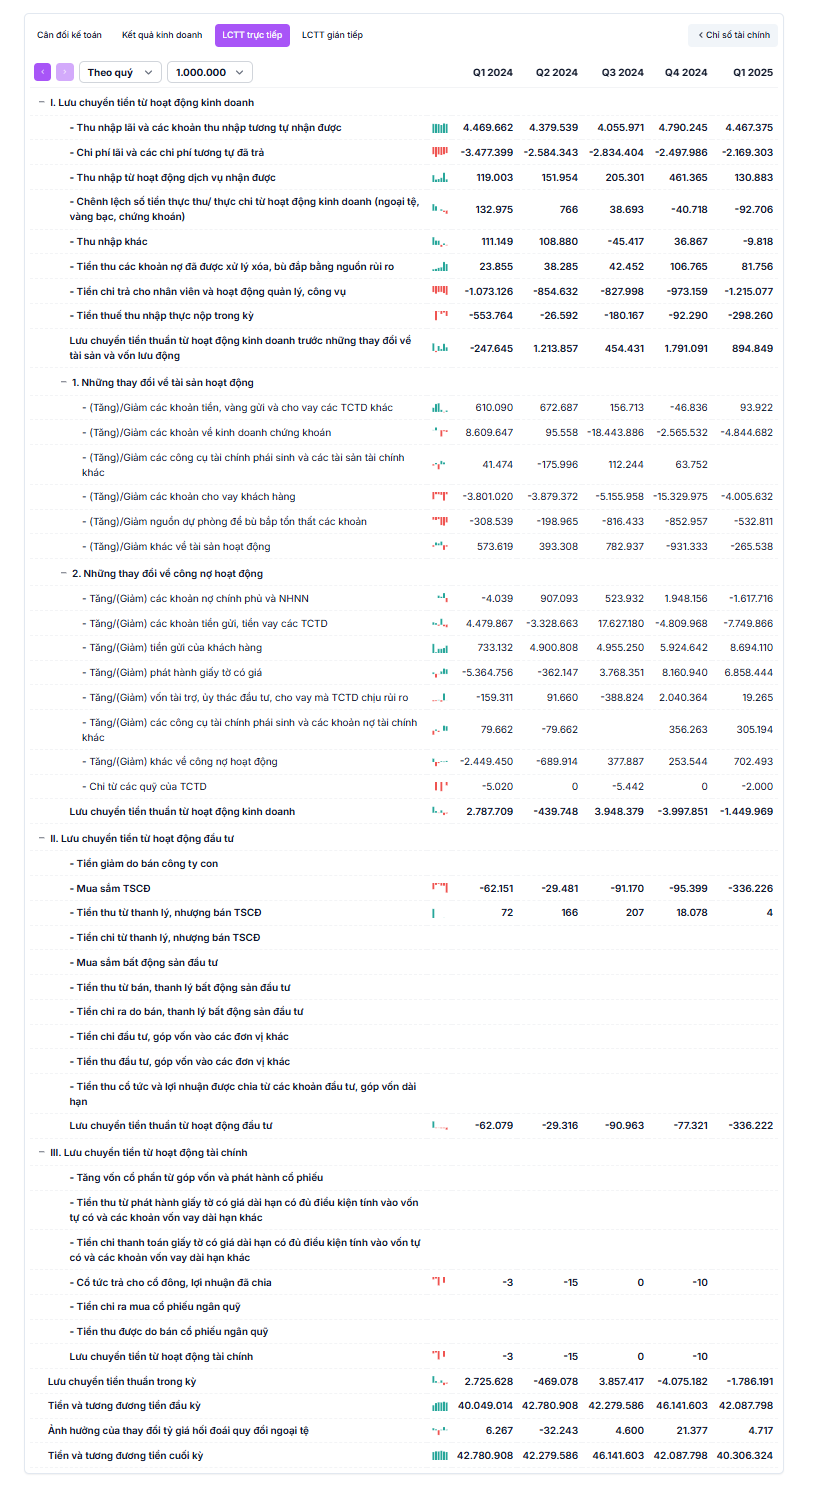 Cân đối kế toán Kết quả kinh doanh LCTT trực tiếp LCTT gián tiếp Chỉ số tài chính
Theo quý 1.000.000 Q1 2024 Q2 2024 Q3 2024 Q4 2024 Q1 2025
I. Lưu chuyển tiền từ hoạt động kinh doanh
- Thu nhập lãi và các khoản thu nhập tương tự nhận được 4.469.662 4.379.539 4.055.971 4.790.245 4.467.375
- Chi phí lãi và các chi phí tương tự đã trả -3.477.399 -2.584.343 -2.834.404 -2.497.986 -2.169.303
- Thu nhập từ hoạt động dịch vụ nhận được 119.003 151.954 205.301 461.365 130.883
- Chênh lệch số tiền thực thu/ thực chi từ hoạt động kinh doanh (ngoại tệ,
vàng bạc, chứng khoán) 132.975 766 38.693 -40.718 -92.706
- Thu nhập khác 111.149 108.880 -45.417 36.867 -9.818
- Tiền thu các khoản nợ đã được xử lý xóa, bù đắp bằng nguồn rủi ro 23.855 38.285 42.452 106.765 81.756
- Tiền chi trả cho nhân viên và hoạt động quản lý, công vụ -1.073.126 -854.632 -827.998 -973.159 -1.215.077
- Tiền thuế thu nhập thực nộp trong kỳ -553.764 -26.592 -180.167 -92.290 -298.260
Lưu chuyển tiền thuần từ hoạt động kinh doanh trước những thay đổi về
tài sản và vốn lưu động -247.645 1.213.857 454.431 1.791.091 894.849
1. Những thay đổi về tài sản hoạt động
- (Tăng)/Giảm các khoản tiền, vàng gửi và cho vay các TCTD khác 610.090 672.687 156.713 -46.836 93.922
- (Tăng)/Giảm các khoản về kinh doanh chứng khoán 8.609.647 95.558 -18.443.886 -2.565.532 -4.844.682
- (Tăng)/Giảm các công cụ tài chính phái sinh và các tài sản tài chính
khác 41.474 -175.996 112.244 63.752
- (Tăng)/Giảm các khoản cho vay khách hàng -3.801.020 -3.879.372 -5.155.958 -15.329.975 -4.005.632
- (Tăng)/Giảm nguồn dự phòng để bù bắp tổn thất các khoản -308.539 -198.965 -816.433 -852.957 -532.811
- (Tăng)/Giảm khác về tài sản hoạt động 573.619 393.308 782.937 -931.333 -265.538
2. Những thay đổi về công nợ hoạt động
- Tăng/(Giảm) các khoản nợ chính phủ và NHNN -4.039 907.093 523.932 1.948.156 -1.617.716
- Tăng/(Giảm) các khoản tiền gửi, tiền vay các TCTD 4.479.867 -3.328.663 17.627.180 -4.809.968 -7.749.866
- Tăng/(Giảm) tiền gửi của khách hàng 733.132 4.900.808 4.955.250 5.924.642 8.694.110
- Tăng/(Giảm) phát hành giấy tờ có giá -5.364.756 -362.147 3.768.351 8.160.940 6.858.444
- Tăng/(Giảm) vốn tài trợ, ủy thác đầu tư, cho vay mà TCTD chịu rủi ro -159.311 91.660 -388.824 2.040.364 19.265
- Tăng/(Giảm) các công cụ tài chính phái sinh và các khoản nợ tài chính
khác 79.662 -79.662 356.263 305.194
- Tăng/(Giảm) khác về công nợ hoạt động -2.449.450 -689.914 377.887 253.544 702.493
- Chi từ các quỹ của TCTD -5.020 0 -5.442 0 -2.000
Lưu chuyển tiền thuần từ hoạt động kinh doanh 2.787.709 -439.748 3.948.379 -3.997.851 -1.449.969
II. Lưu chuyển tiền từ hoạt động đầu tư
- Tiền giảm do bán công ty con
- Mua sắm TSCĐ -62.151 -29.481 -91.170 -95.399 -336.226
- Tiền thu từ thanh lý, nhượng bán TSCĐ 72 166 207 18.078 4
- Tiền chi từ thanh lý, nhượng bán TSCĐ
- Mua sắm bất động sản đầu tư
- Tiền thu từ bán, thanh lý bất động sản đầu tư
- Tiền chi ra do bán, thanh lý bất động sản đầu tư
- Tiền chi đầu tư, góp vốn vào các đơn vị khác
- Tiền thu đầu tư, góp vốn vào các đơn vị khác
- Tiền thu cổ tức và lợi nhuận được chia từ các khoản đầu tư, góp vốn dài
hạn
Lưu chuyển tiền thuần từ hoạt động đầu tư -62.079 -29.316 -90.963 -77.321 -336.222
III. Lưu chuyển tiền từ hoạt động tài chính
- Tăng vốn cổ phần từ góp vốn và phát hành cổ phiếu
- Tiền thu từ phát hành giấy tờ có giá dài hạn có đủ điều kiện tính vào vốn
tự có và các khoản vốn vay dài hạn khác
- Tiền chi thanh toán giấy tờ có giá dài hạn có đủ điều kiện tính vào vốn tự
có và các khoản vốn vay dài hạn khác
- Cổ tức trả cho cổ đông, lợi nhuận đã chia -3 -15 0 -10
- Tiền chi ra mua cổ phiếu ngân quỹ
- Tiền thu được do bán cổ phiếu ngân quỹ
Lưu chuyển tiền từ hoạt động tài chính -3 -15 0 -10
Lưu chuyển tiền thuần trong kỳ 2.725.628 -469.078 3.857.417 -4.075.182 -1.786.191
Tiền và tương đương tiền đầu kỳ 40.049.014 42.780.908 42.279.586 46.141.603 42.087.798
Ảnh hưởng của thay đổi tỷ giá hối đoái quy đổi ngoại tệ 6.267 -32.243 4.600 21.377 4.717
Tiền và tương đương tiền cuối kỳ 42.780.908 42.279.586 46.141.603 42.087.798 40.306.324